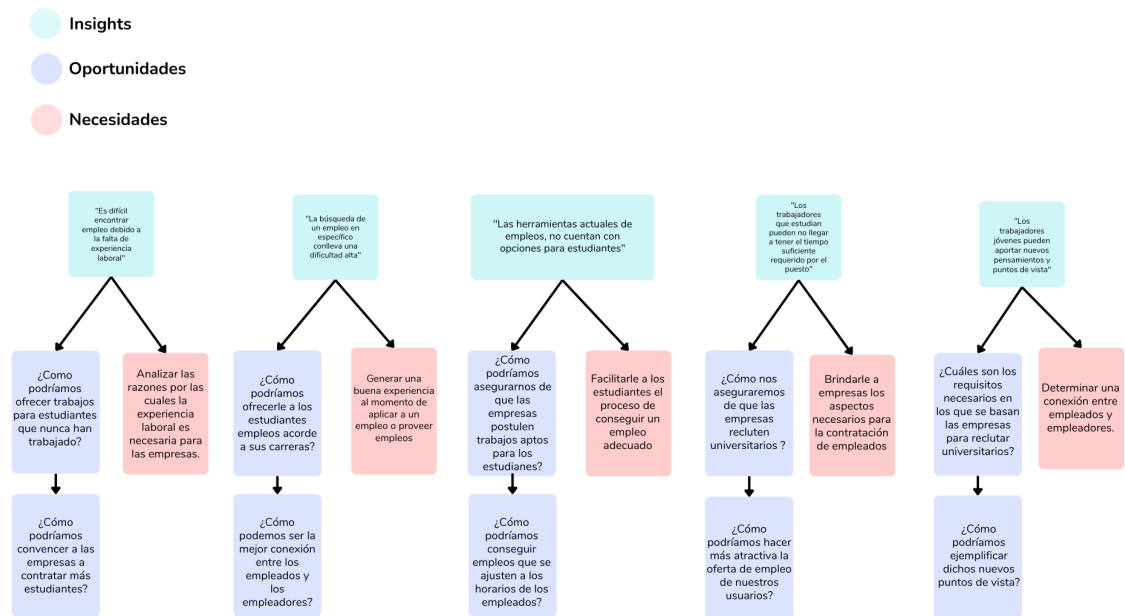 Insights
Oportunidades
Necesidades
"Es difícil
encontrar
empleo debido a
la falta de
experiencia
laboral"
"La búsqueda de
un empleo en
específico
conlleva una
dificultad alta"
"Las herramientas actuales de
empleos, no cuentan con
opciones para estudiantes"
"Los
trabajadores
que estudian
pueden no llegar
a tener el tiempo
suficiente
requerido por el
puesto"
"Los
trabajadores
jóvenes pueden
aportar nuevos
pensamientos y
puntos de vista"
¿Como
podríamos
ofrecer trabajos
para estudiantes
que nunca han
trabajado?
Analizar las
razones por las
cuales la
experiencia
laboral es
necesaria para
las empresas.
¿Cómo
podríamos
ofrecerle a los
estudiantes
empleos acorde
a sus carreras?
Generar una
buena experiencia
al momento de
aplicar a un
empleo o proveer
empleos
¿Cómo
podríamos
asegurarnos de
que las
empresas
postulen
trabajos aptos
para los
estudianes?
Facilitarle a los
estudiantes el
proceso de
conseguir un
empleo
adecuado
¿Cómo nos
aseguraremos
de que las
empresas
recluten
universitarios ?
Brindarle a
empresas los
aspectos
necesarios para
la contratación
de empleados
¿Cuáles son los
requisitos
necesarios en
los que se basan
las empresas
para reclutar
universitarios?
Determinar una
conexión entre
empleados y
empleadores.
¿Cómo
podríamos
convencer a las
empresas a
contratar más
estudiantes?
¿Cómo
podemos ser la
mejor conexión
entre los
empleados y
los
empleadores?
¿Cómo
podríamos
conseguir
empleos que se
ajusten a los
horarios de los
empleados?
¿Cómo
podríamos hacer
más atractiva la
oferta de empleo
de nuestros
usuarios?
¿Cómo
podríamos
ejemplificar
dichos nuevos
puntos de vista?